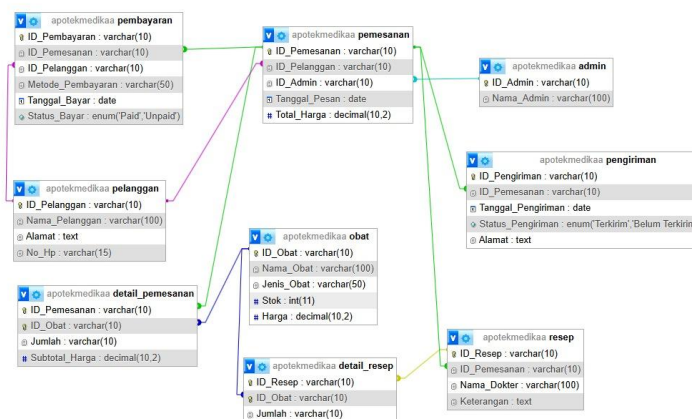 apotekmedikaa pembayaran
ID_Pembayaran : varchar(10)
ID_Pemesanan : varchar(10)
ID_Pelanggan : varchar(10)
Metode_Pembayaran : varchar(50)
Tanggal_Bayar : date
Status_Bayar : enum('Paid','Unpaid')
apotekmedikaa pemesanan
ID_Pemesanan : varchar(10)
ID_Pelanggan : varchar(10)
ID_Admin : varchar(10)
Tanggal_Pesan : date
# Total_Harga : decimal(10,2)
apotekmedikaa admin
ID_Admin : varchar(10)
Nama_Admin : varchar(100)
apotekmedikaa pengiriman
ID_Pengiriman : varchar(10)
ID_Pemesanan : varchar(10)
Tanggal_Pengiriman : date
Status_Pengiriman : enum('Terkirim','Belum Terkirim
Alamat : text
apotekmedikaa pelanggan
ID_Pelanggan : varchar(10)
Nama_Pelanggan : varchar(100)
Alamat : text
No_Hp : varchar(15)
apotekmedikaa obat
ID_Obat : varchar(10)
Nama_Obat : varchar(100)
Jenis_Obat : varchar(50)
# Stok : int(11)
# Harga : decimal(10,2)
apotekmedikaa detail_pemesanan
ID_Pemesanan : varchar(10)
ID_Obat : varchar(10)
Jumlah : varchar(10)
# Subtotal_Harga : decimal(10,2)
apotekmedikaa detail_resep
ID_Resep : varchar(10)
ID_Obat : varchar(10)
Jumlah : varchar(10)
apotekmedikaa resep
ID_Resep : varchar(10)
ID_Pemesanan : varchar(10)
Nama_Dokter : varchar(100)
Keterangan : text